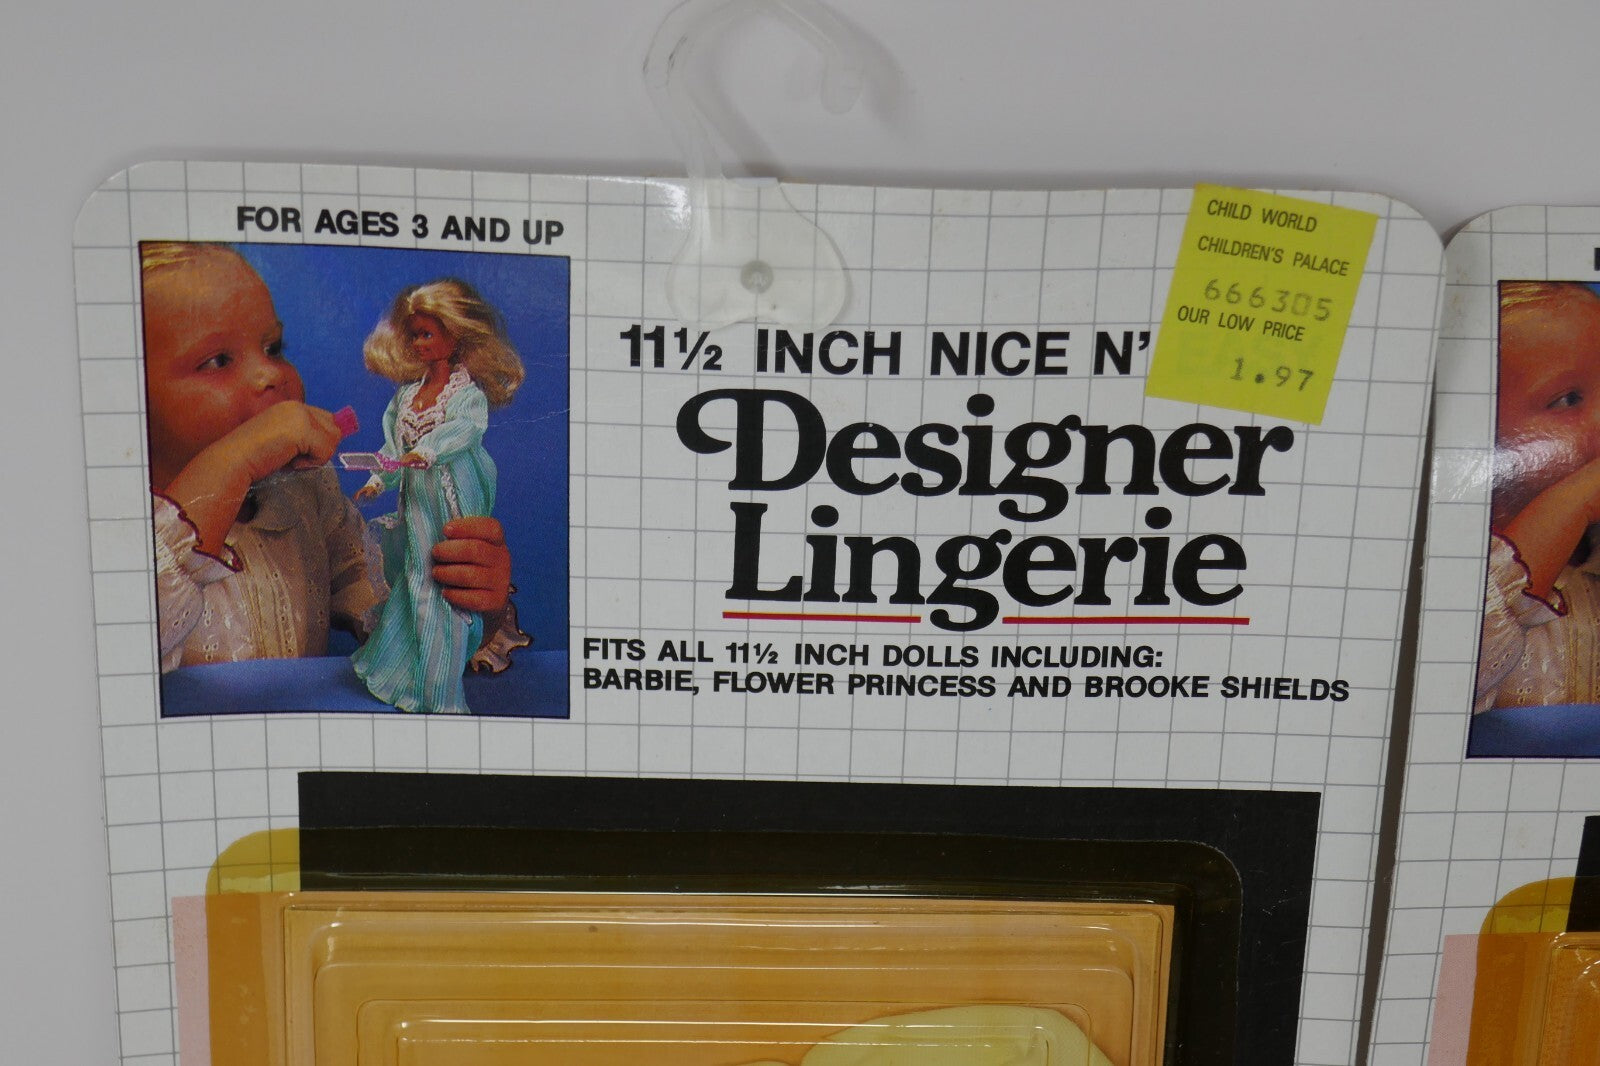 FOR AGES 3 AND UP
CHILD WORLD
CHILDREN'S PALACE
666305
OUR LOW PRICE
1.97
11½ INCH NICE N'
Designer
Lingerie
FITS ALL 11½ INCH DOLLS INCLUDING:
BARBIE, FLOWER PRINCESS AND BROOKE SHIELDS